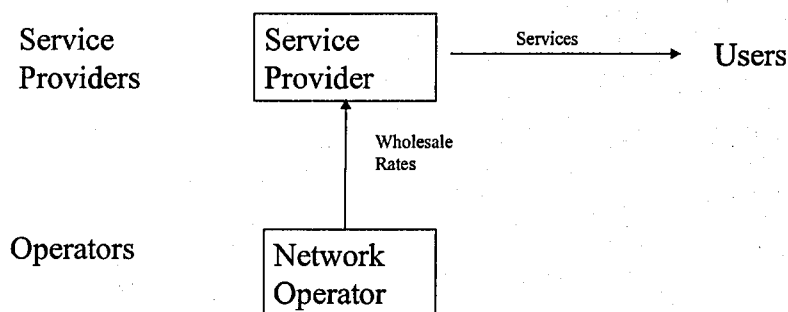 Service
Providers
Service
Provider
Services
Users
Wholesale
Rates
Operators
Network
Operator